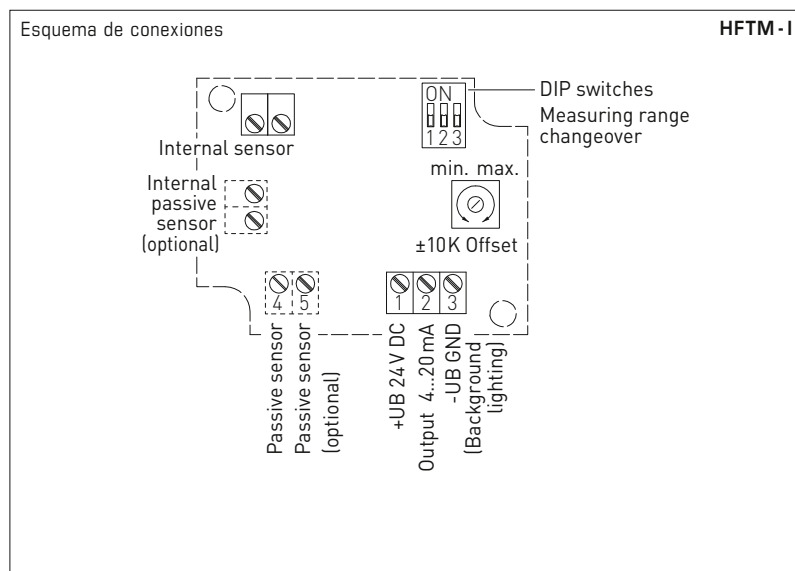 Esquema de conexiones
HFTM - I
ON
1 2 3
DIP switches
Measuring range
changeover
Internal sensor
Internal
passive
sensor
(optional)
min. max.
±10K Offset
4 5
1 2 3
Passive sensor
Passive sensor
(optional)
+UB 24V DC
Output 4...20mA
-UB GND
(Background
lighting)